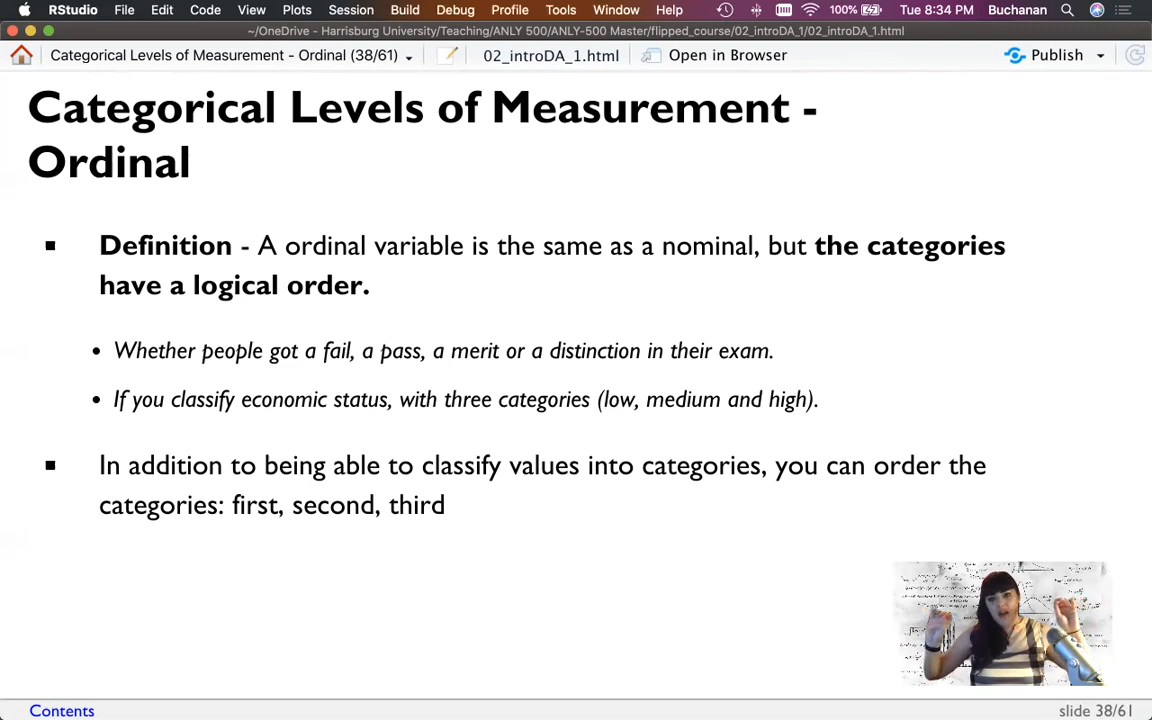 RStudio File Edit Code View Plots Session Build Debug Profile Tools Window Help 100% Tue 8:34 PM Buchanan
~/OneDrive - Harrisburg University/Teaching/ANLY 500/ANLY-500 Master/flipped_course/02_introDA_1/02_introDA_1.html
Categorical Levels of Measurement - Ordinal (38/61) 02_introDA_1.html Open in Browser Publish
Categorical Levels of Measurement -
Ordinal
Definition - A ordinal variable is the same as a nominal, but the categories
have a logical order.
Whether people got a fail, a pass, a merit or a distinction in their exam.
If you classify economic status, with three categories (low, medium and high).
In addition to being able to classify values into categories, you can order the
categories: first, second, third
Contents slide 38/61